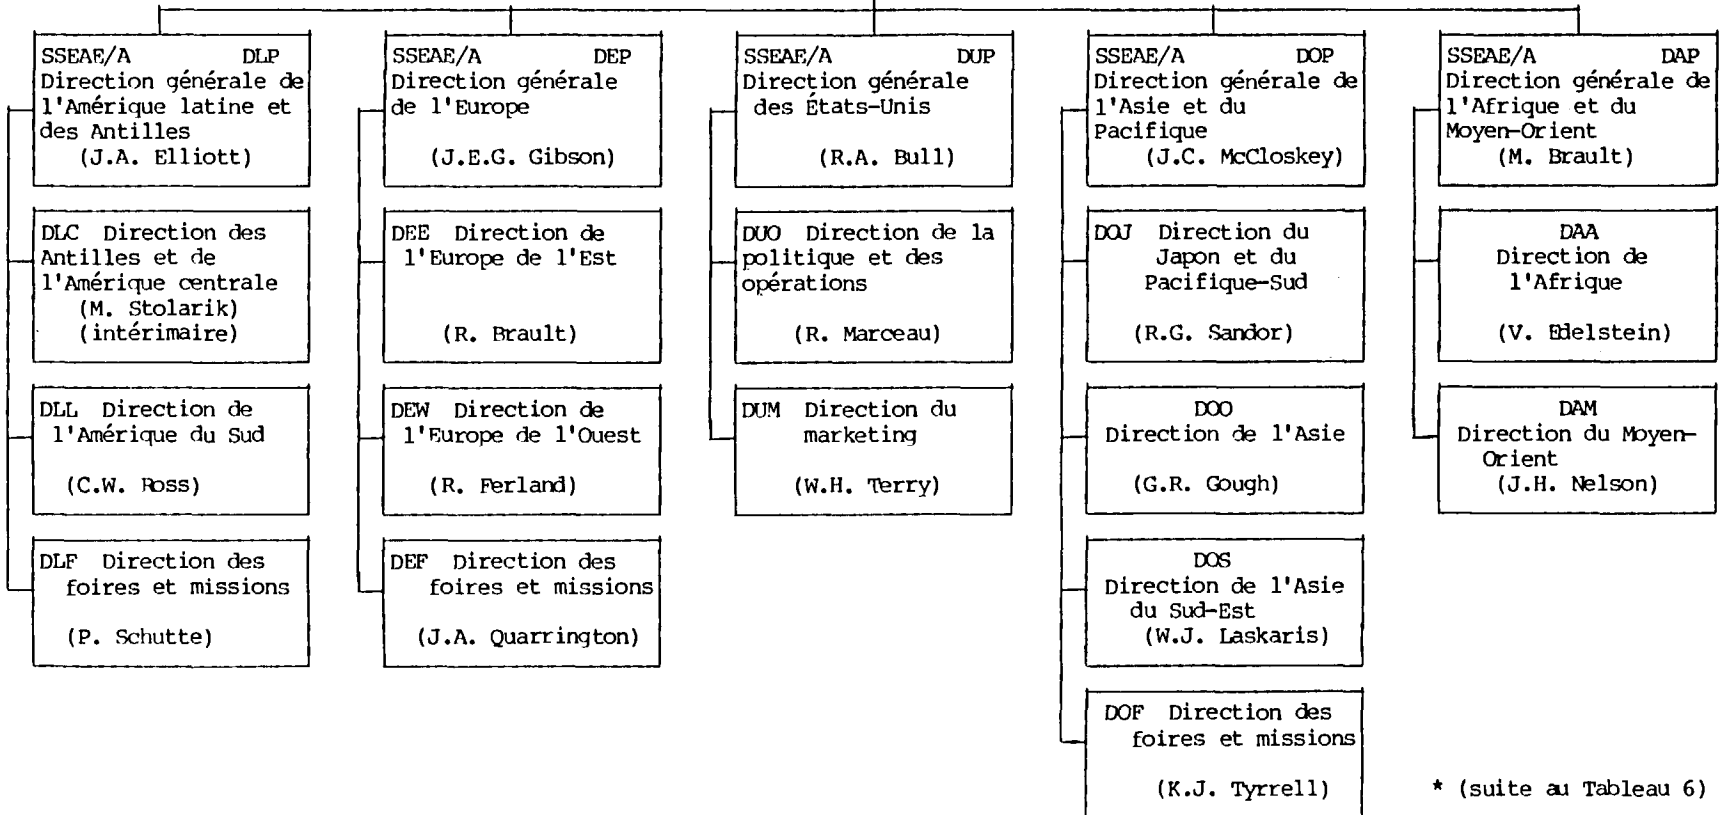 SSEAE/A DLP
Direction générale de
l'Amérique latine et
des Antilles
(J.A. Elliott)
DLC Direction des
Antilles et de
l'Amérique centrale
(M. Stolarik)
(intérimaire)
DLL Direction de
l'Amérique du Sud
(C.W. Ross)
DLF Direction des
foires et missions
(P. Schutte)
SSEAE/A DEP
Direction générale
de l'Europe
(J.E.G. Gibson)
DEE Direction de
l'Europe de l'Est
(R. Brault)
DEW Direction de
l'Europe de l'Ouest
(R. Ferland)
DEF Direction des
foires et missions
(J.A. Quarrington)
SSEAE/A DUP
Direction générale
des États-Unis
(R.A. Bull)
DUO Direction de la
politique et des
opérations
(R. Marceau)
DUM Direction du
marketing
(W.H. Terry)
SSEAE/A DOP
Direction générale de
l'Asie et du
Pacifique
(J.C. McCloskey)
DOJ Direction du
Japon et du
Pacifique-Sud
(R.G. Sandor)
DOO
Direction de l'Asie
(G.R. Gough)
DOS
Direction de l'Asie
du Sud-Est
(W.J. Laskaris)
DOF Direction des
foires et missions
(K.J. Tyrrell)
SSEAE/A DAP
Direction générale de
l'Afrique et du
Moyen-Orient
(M. Brault)
DAA
Direction de
l'Afrique
(V. Edelstein)
DAM
Direction du Moyen-
Orient
(J.H. Nelson)
* (suite au Tableau 6)